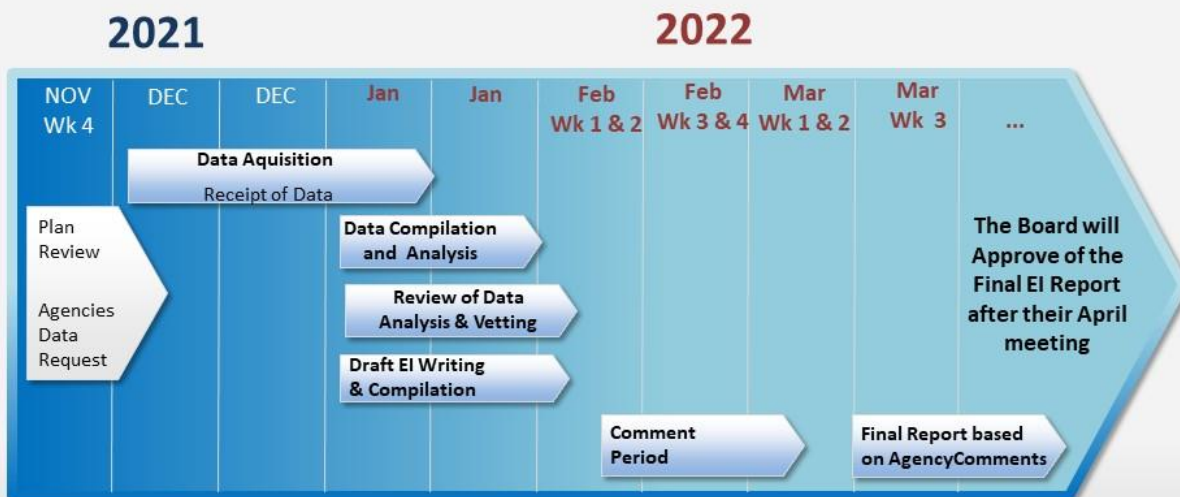 2021
2022
NOV
Wk 4
DEC
DEC
Jan
Jan
Feb
Wk 1 & 2
Feb
Wk 3 & 4
Mar
Wk 1 & 2
Mar
Wk 3
...
Data Aquisition
Receipt of Data
Plan
Review
Agencies
Data
Request
Data Compilation
and Analysis
Review of Data
Analysis & Vetting
Draft EI Writing
& Compilation
Comment
Period
Final Report based
on AgencyComments
The Board will
Approve of the
Final EI Report
after their April
meeting